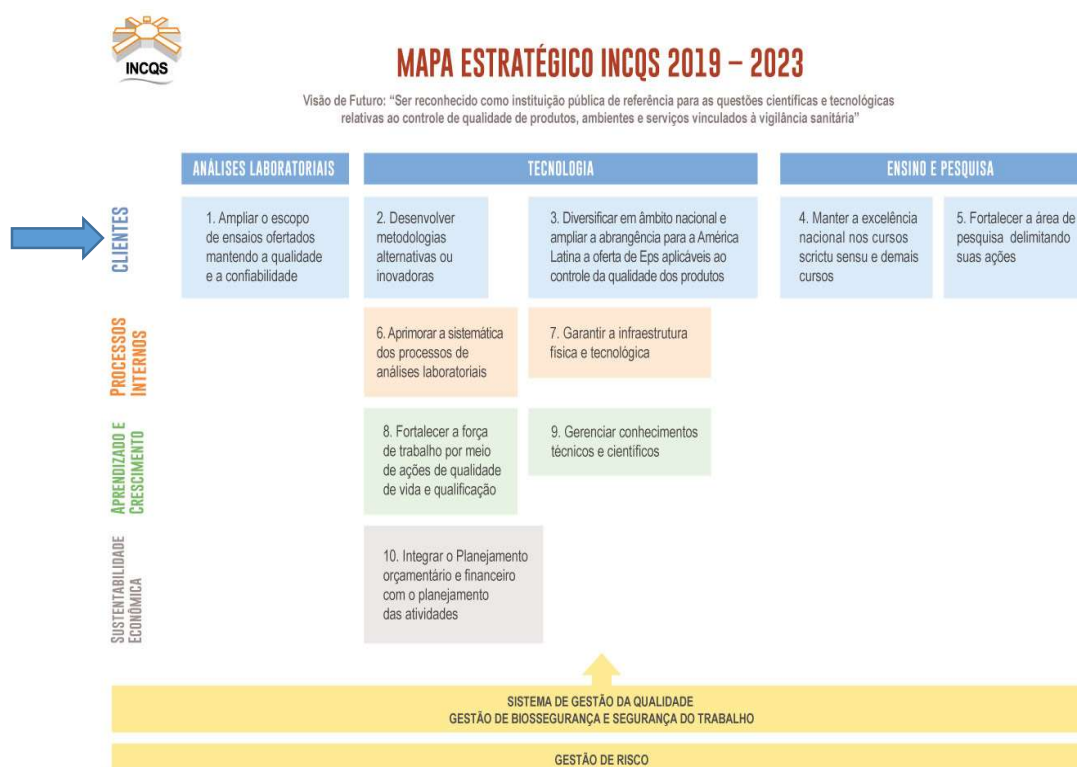 INCQS
MAPA ESTRATÉGICO INCQS 2019 – 2023
Visão de Futuro: “Ser reconhecido como instituição pública de referência para as questões científicas e tecnológicas
relativas ao controle de qualidade de produtos, ambientes e serviços vinculados à vigilância sanitária”
ANÁLISES LABORATORIAIS
TECNOLOGIA
ENSINO E PESQUISA
CLIENTES
1. Ampliar o escopo
de ensaios ofertados
mantendo a qualidade
e a confiabilidade
2. Desenvolver
metodologias
alternativas ou
inovadoras
3. Diversificar em âmbito nacional e
ampliar a abrangência para a América
Latina a oferta de Eps aplicáveis ao
controle da qualidade dos produtos
4. Manter a excelência
nacional nos cursos
scrictu sensu e demais
cursos
5. Fortalecer a área de
pesquisa delimitando
suas ações
PROCESSOS
INTERNOS
6. Aprimorar a sistemática
dos processos de
análises laboratoriais
7. Garantir a infraestrutura
física e tecnológica
APRENDIZADO E
CRESCIMENTO
8. Fortalecer a força
de trabalho por meio
de ações de qualidade
de vida e qualificação
9. Gerenciar conhecimentos
técnicos e científicos
SUSTENTABILIDADE
ECONÔMICA
10. Integrar o Planejamento
orçamentário e financeiro
com o planejamento
das atividades
SISTEMA DE GESTÃO DA QUALIDADE
GESTÃO DE BIOSSEGURANÇA E SEGURANÇA DO TRABALHO
GESTÃO DE RISCO